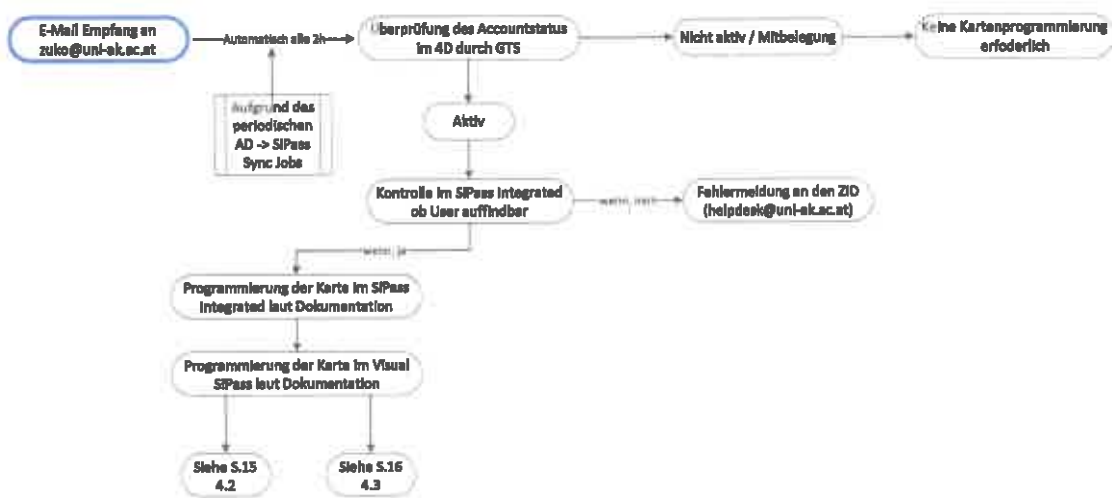 E-Mail Empfang an
zuko@uni-ak.ac.at
Automatisch alle 2h
Überprüfung des Accountstatus
im 4D durch GTS
Nicht aktiv / Mitbelegung
Keine Kartenprogrammierung
erfoderlich
Aufgrund des
periodischen
AD -> SiPass
Sync Jobs
Aktiv
Kontrolle im SiPass Integrated
ob User auffindbar
wenn, nein
Fehlermeldung an den ZID
(helpdesk@uni-ak.ac.at)
wenn, ja
Programmierung der Karte im SiPass
Integrated laut Dokumentation
Programmierung der Karte im Visual
SiPass laut Dokumentation
Siehe S.15
4.2
Siehe S.16
4.3